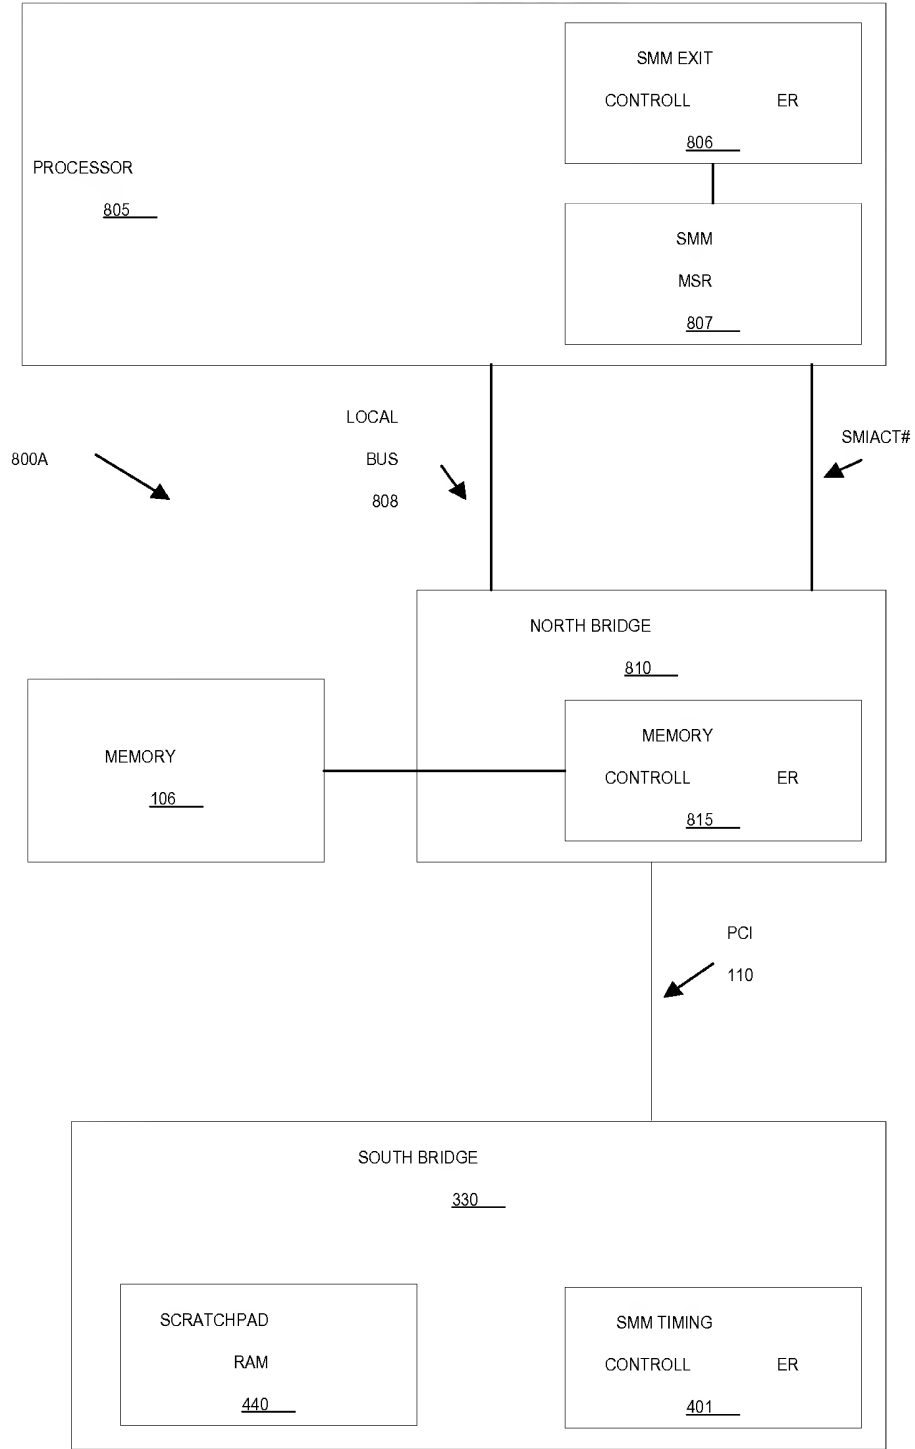 SMM EXIT
CONTROLL ER
806
PROCESSOR
805
SMM
MSR
807
LOCAL
BUS
808
SMIACT#
800A
NORTH BRIDGE
810
MEMORY
CONTROLL ER
815
MEMORY
106
PCI
110
SOUTH BRIDGE
330
SCRATCHPAD
RAM
440
SMM TIMING
CONTROLL ER
401